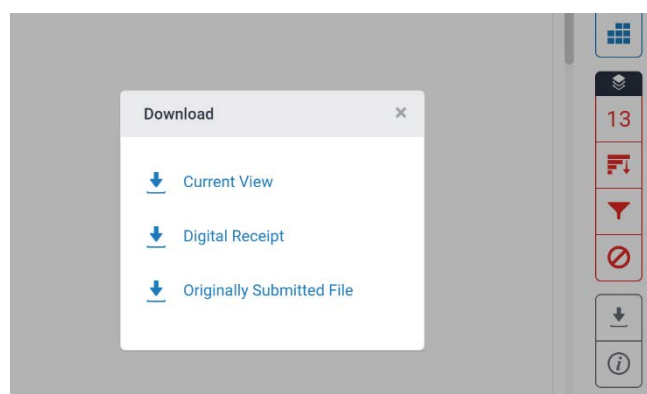 Download
Current View
Digital Receipt
Originally Submitted File
13